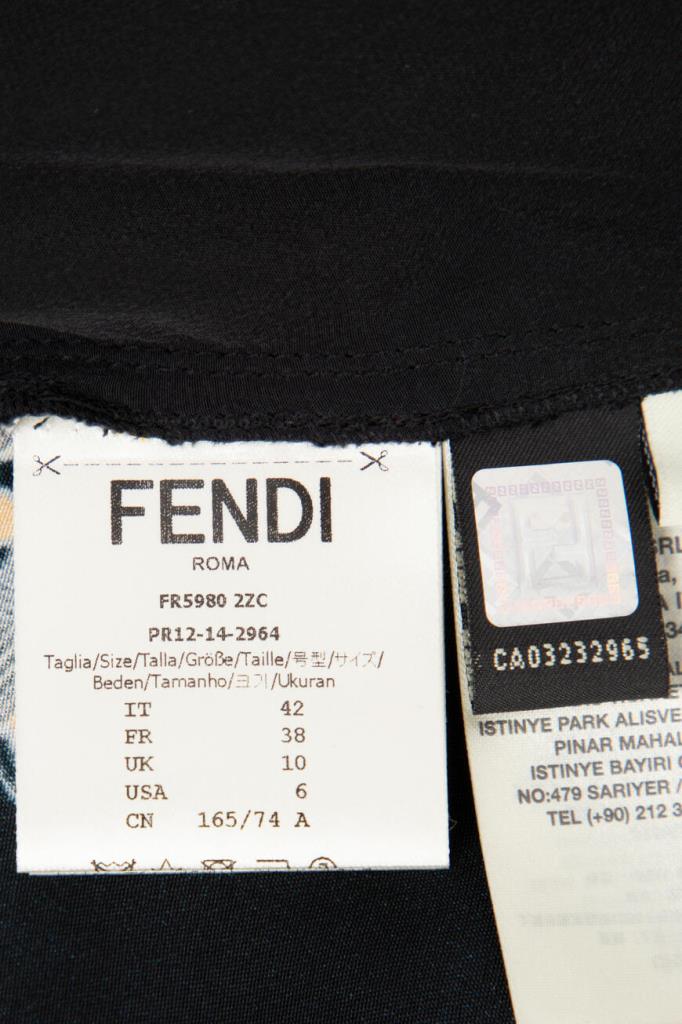 FENDI
ROMA
FR5980 2ZC
PR12-14-2964
Taglia/Size/Talla/Größe/Taille/号型/サイズ/
Beden/Tamanho/크기/Ukuran
IT 42
FR 38
UK 10
USA 6
CN 165/74 A
CA03232965
ISTINYE PARK ALISVE
PINAR MAHAL
ISTINYE BAYIRI
NO:479 SARIYER /
TEL (+90) 212 3